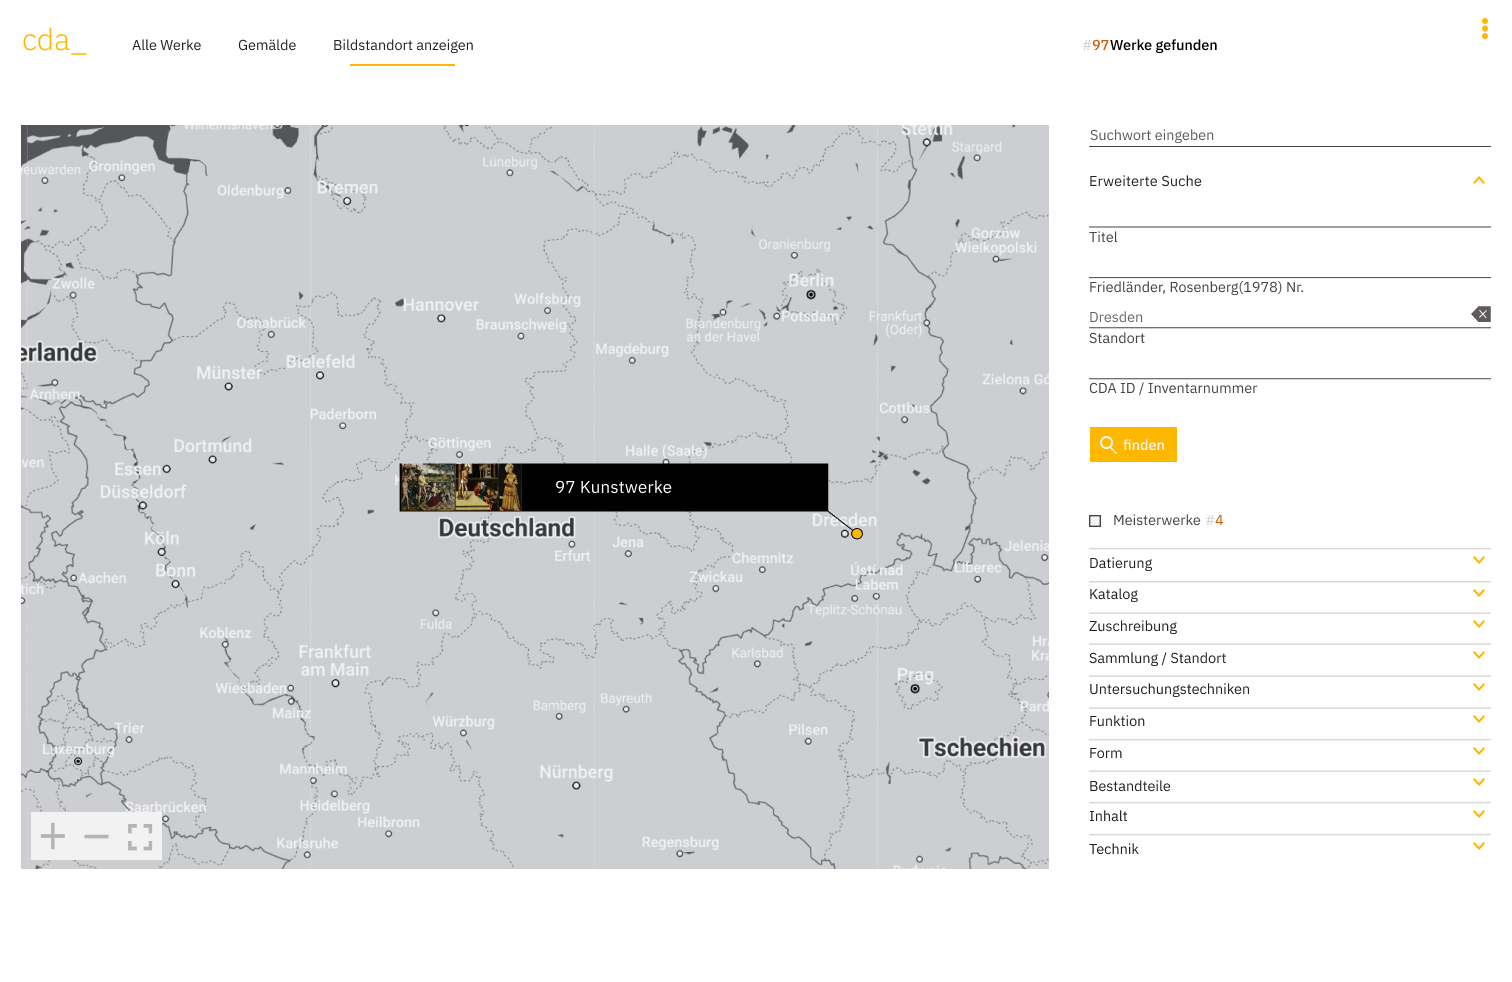 cda_
Alle Werke
Gemälde
Bildstandort anzeigen
#97 Werke gefunden
Wilhelmshaven
Groningen
Oldenburg
Bremen
Lüneburg
Stettin
Stargard
Gorzów
Wielkopolski
Oranienburg
Berlin
Zwolle
Hannover
Wolfsburg
Osnabrück
Braunschweig
Brandenburg
an der Havel
Potsdam
Frankfurt
(Oder)
erlande
Bielefeld
Magdeburg
Münster
Arnhem
Zielona Gó
Paderborn
Cottbus
Dortmund
Göttingen
Halle (Saale)
ven
Essen
Düsseldorf
97 Kunstwerke
Deutschland
Dresden
Köln
Erfurt
Jena
Chemnitz
Jelenia
Bonn
Aachen
Zwickau
Ústí nad
Labem
Liberec
tich
Teplitz-Schönau
Koblenz
Fulda
Frankfurt
am Main
Karlsbad
Hr
Kra
Prag
Wiesbaden
Mainz
Bamberg
Bayreuth
Pard
Trier
Würzburg
Pilsen
Luxemburg
Tschechien
Mannheim
Nürnberg
Saarbrücken
Heidelberg
Heilbronn
Karlsruhe
Regensburg
Suchwort eingeben
Erweiterte Suche
Titel
Friedländer, Rosenberg(1978) Nr.
Dresden
Standort
CDA ID / Inventarnummer
finden
Meisterwerke #4
Datierung
Katalog
Zuschreibung
Sammlung / Standort
Untersuchungstechniken
Funktion
Form
Bestandteile
Inhalt
Technik